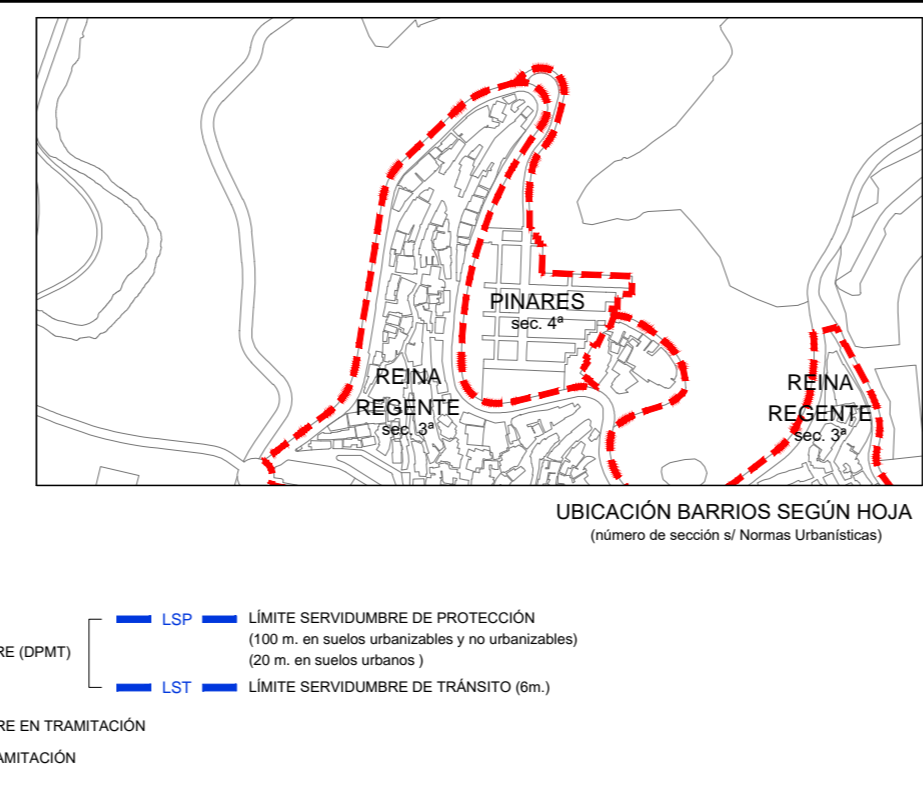 PINARES
sec. 4ª
REINA
REGENTE
sec. 3ª
REINA
REGENTE
sec. 3ª
UBICACIÓN BARRIOS SEGÚN HOJA
(número de sección s/ Normas Urbanísticas)
LSP LÍMITE SERVIDUMBRE DE PROTECCIÓN
(100 m. en suelos urbanizables y no urbanizables)
RE (DPMT)
(20 m. en suelos urbanos )
LST LÍMITE SERVIDUMBRE DE TRÁNSITO (6m.)
RE EN TRAMITACIÓN
AMITACIÓN